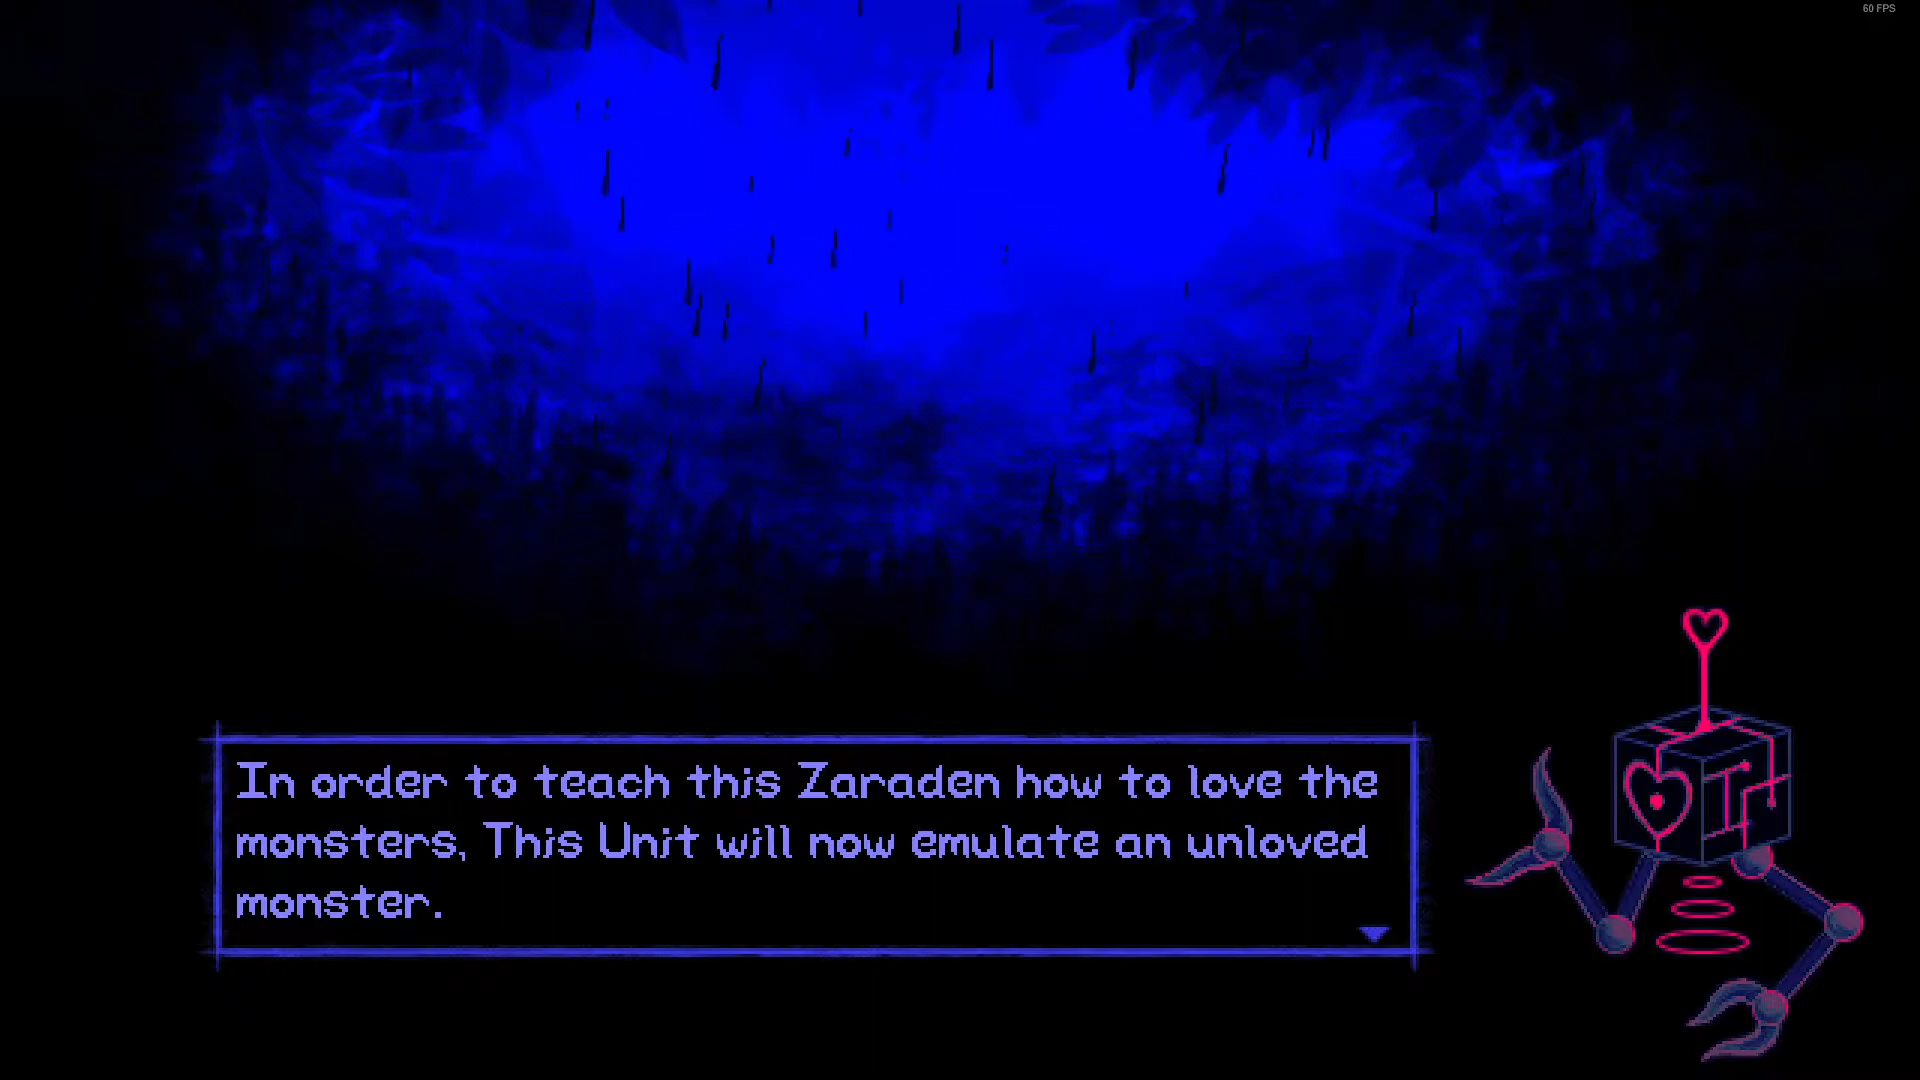 60 FPS
In order to teach this Zaraden how to love the
monsters, This Unit will now emulate an unloved
monster.